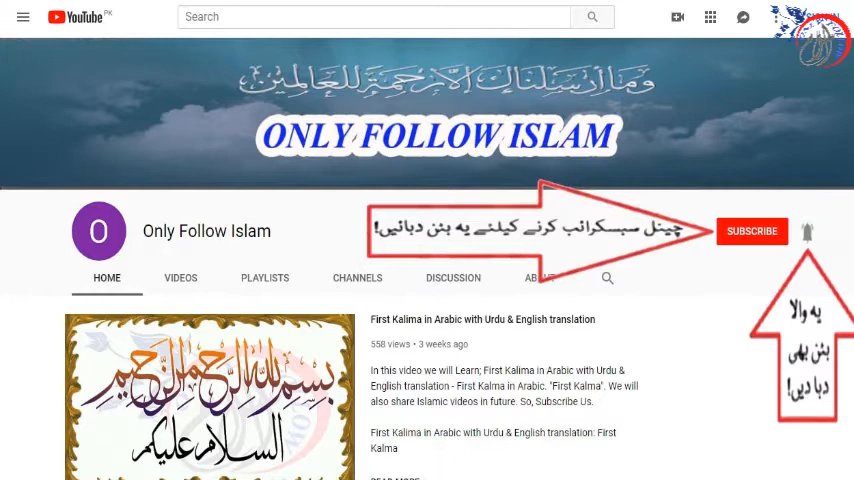 YouTube PK
Search
وما ارسلناك الا رحمة للعالمين
ONLY FOLLOW ISLAM
O
Only Follow Islam
چینل سبسکرائب کرنے کیلئے یہ بٹن دبائیں!
SUBSCRIBE
HOME
VIDEOS
PLAYLISTS
CHANNELS
DISCUSSION
یہ والا
بٹن بھی
دبا دیں!
First Kalima in Arabic with Urdu & English translation
558 views • 3 weeks ago
In this video we will Learn; First Kalima in Arabic with Urdu &
English translation - First Kalma in Arabic. "First Kalma". We will
also share Islamic videos in future. So, Subscribe Us.
First Kalima in Arabic with Urdu & English translation: First
Kalma
بسم الله الرحمن الرحيم
السلام علیکم